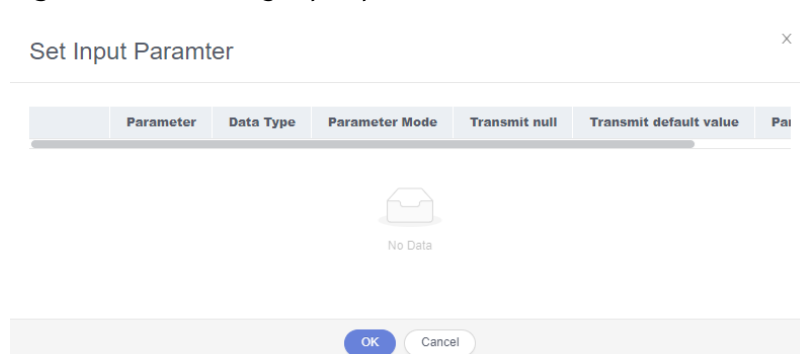 Set Input Paramter
Parameter Data Type Parameter Mode Transmit null Transmit default value
No Data
OK Cancel